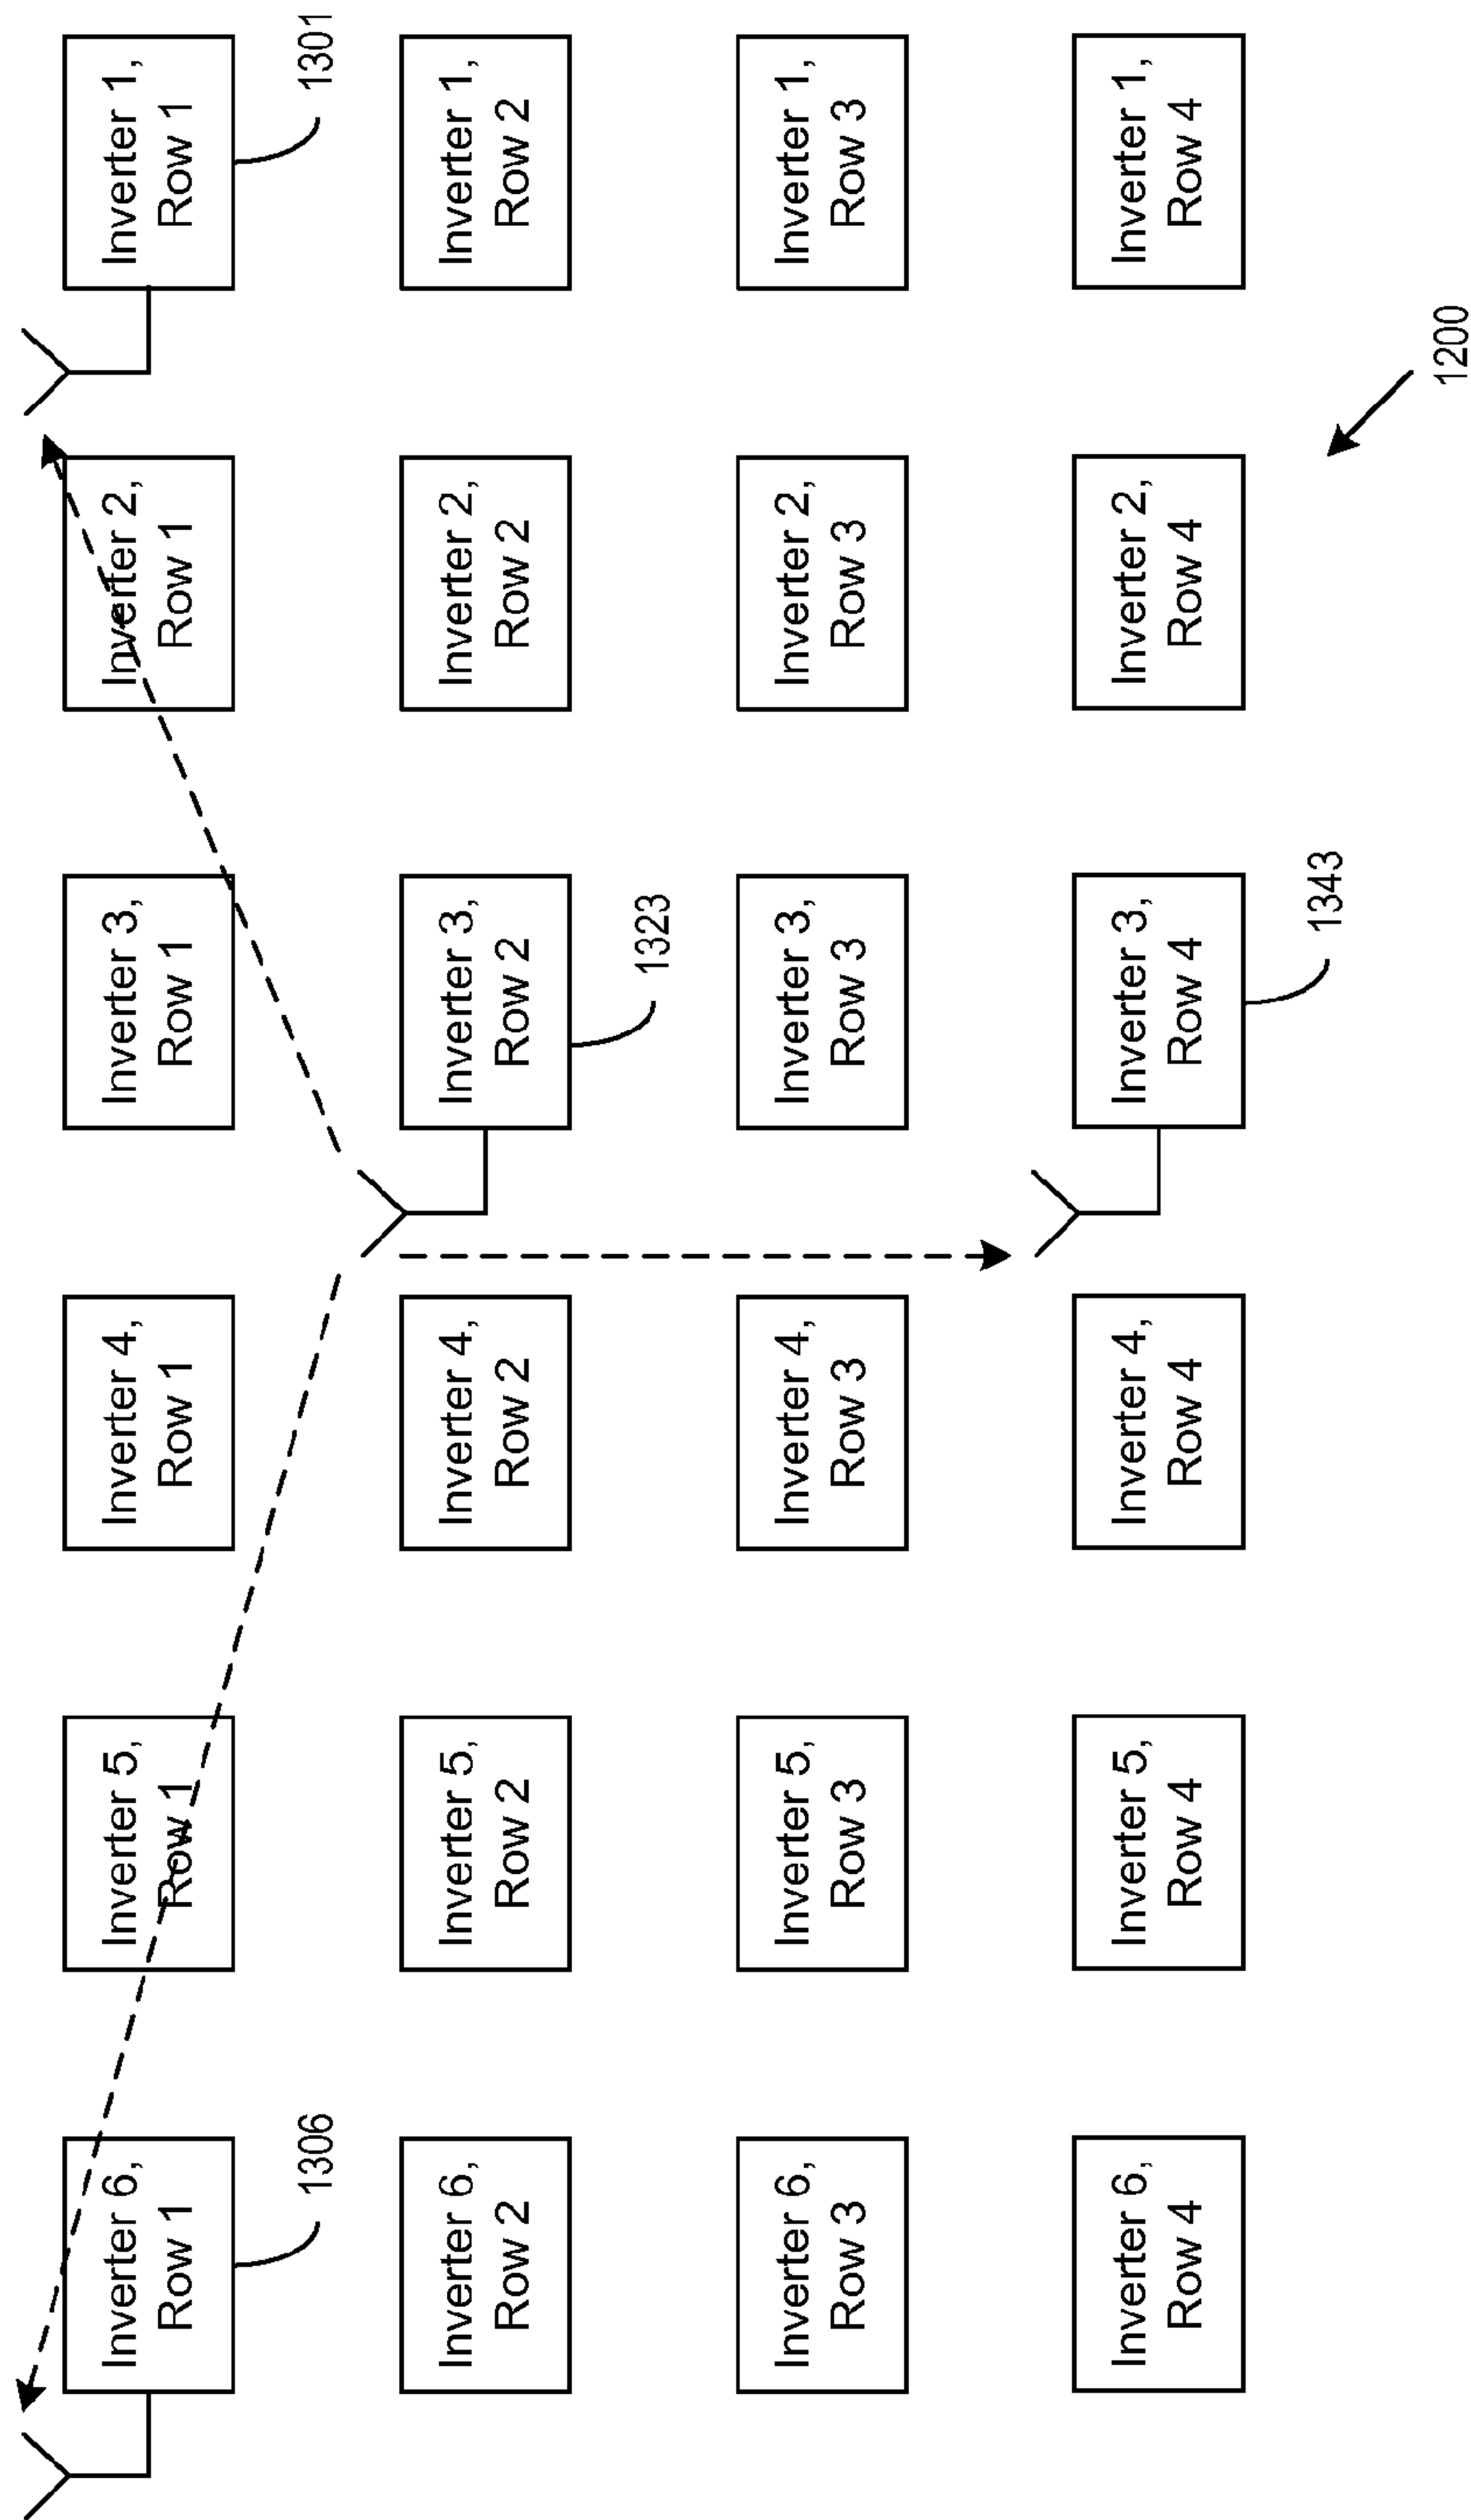 Inverter 6,
Row 1
Inverter 5,
Row 1
Inverter 4,
Row 1
Inverter 3,
Row 1
Inverter 2,
Row 1
Inverter 1,
Row 1
1306
1301
Inverter 6,
Row 2
Inverter 5,
Row 2
Inverter 4,
Row 2
Inverter 3,
Row 2
Inverter 2,
Row 2
Inverter 1,
Row 2
1323
Inverter 6,
Row 3
Inverter 5,
Row 3
Inverter 4,
Row 3
Inverter 3,
Row 3
Inverter 2,
Row 3
Inverter 1,
Row 3
Inverter 6,
Row 4
Inverter 5,
Row 4
Inverter 4,
Row 4
Inverter 3,
Row 4
Inverter 2,
Row 4
Inverter 1,
Row 4
1343
1200